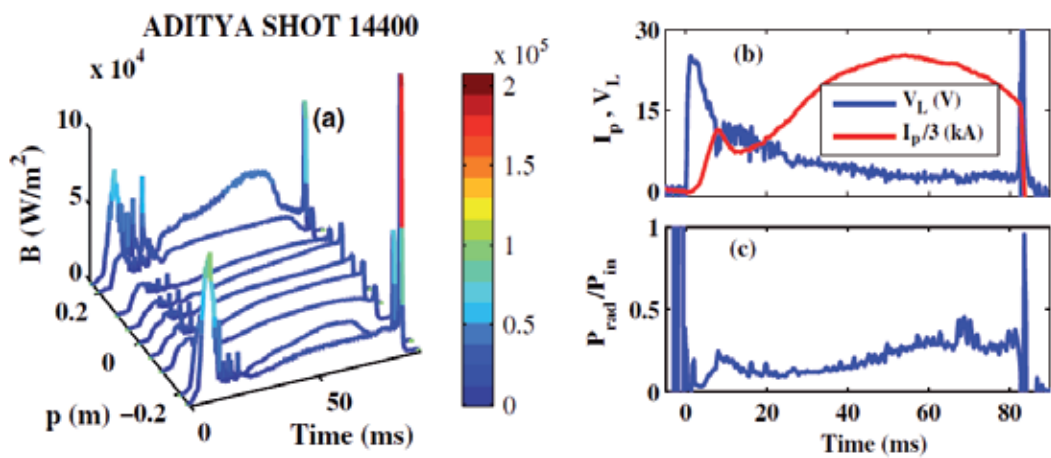 ADITYA SHOT 14400
x 10^4
x 10^5
(a)
10
5
0
B (W/m^2)
0.2
0
−0.2
p (m)
0
50
Time (ms)
2
1.5
1
0.5
0
(b)
30
15
0
I_p , V_L
V_L (V)
I_p/3 (kA)
(c)
1
0.5
0
P_rad/P_in
0
20
40
60
80
Time (ms)